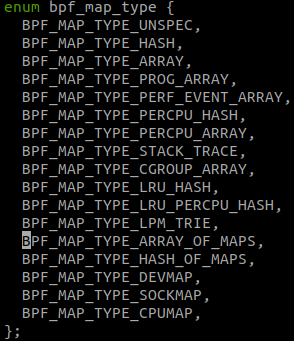 enum bpf_map_type {
BPF_MAP_TYPE_UNSPEC,
BPF_MAP_TYPE_HASH,
BPF_MAP_TYPE_ARRAY,
BPF_MAP_TYPE_PROG_ARRAY,
BPF_MAP_TYPE_PERF_EVENT_ARRAY,
BPF_MAP_TYPE_PERCPU_HASH,
BPF_MAP_TYPE_PERCPU_ARRAY,
BPF_MAP_TYPE_STACK_TRACE,
BPF_MAP_TYPE_CGROUP_ARRAY,
BPF_MAP_TYPE_LRU_HASH,
BPF_MAP_TYPE_LRU_PERCPU_HASH,
BPF_MAP_TYPE_LPM_TRIE,
BPF_MAP_TYPE_ARRAY_OF_MAPS,
BPF_MAP_TYPE_HASH_OF_MAPS,
BPF_MAP_TYPE_DEVMAP,
BPF_MAP_TYPE_SOCKMAP,
BPF_MAP_TYPE_CPUMAP,
};